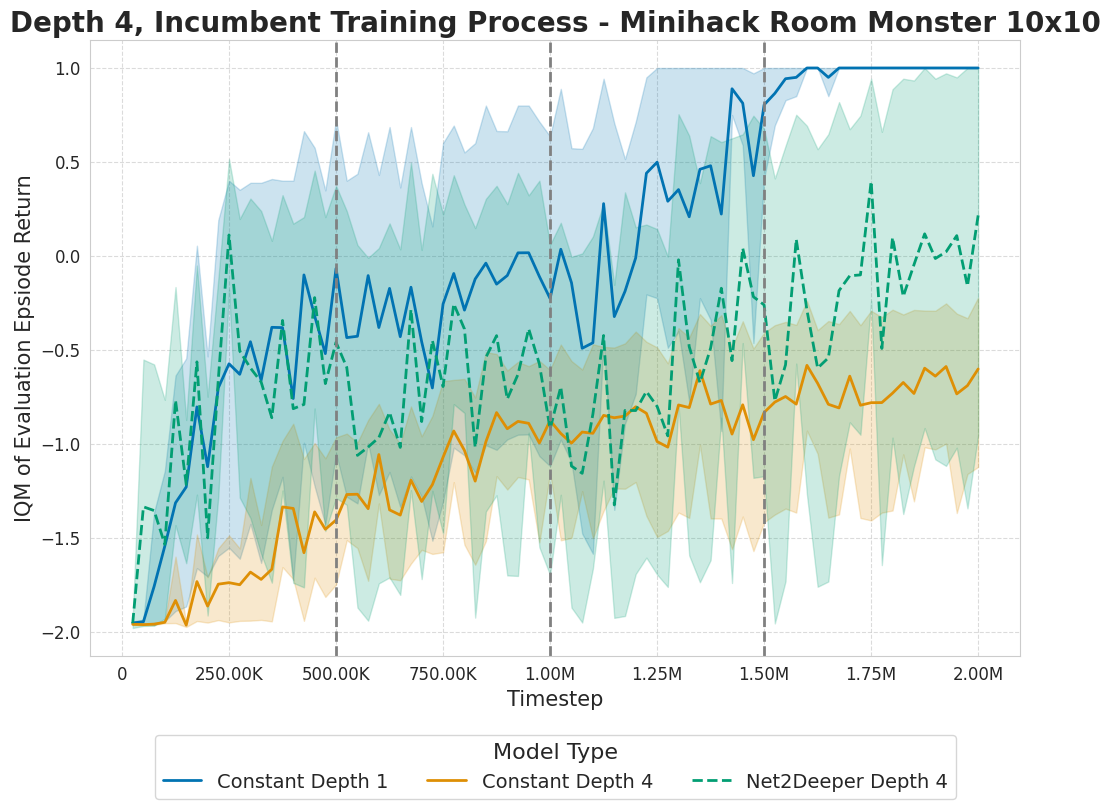 Depth 4, Incumbent Training Process - Minihack Room Monster 10x10
IQM of Evaluation Epsiode Return
1.0
0.5
0.0
−0.5
−1.0
−1.5
−2.0
0
250.00K
500.00K
750.00K
1.00M
1.25M
1.50M
1.75M
2.00M
Timestep
Model Type
Constant Depth 1
Constant Depth 4
Net2Deeper Depth 4